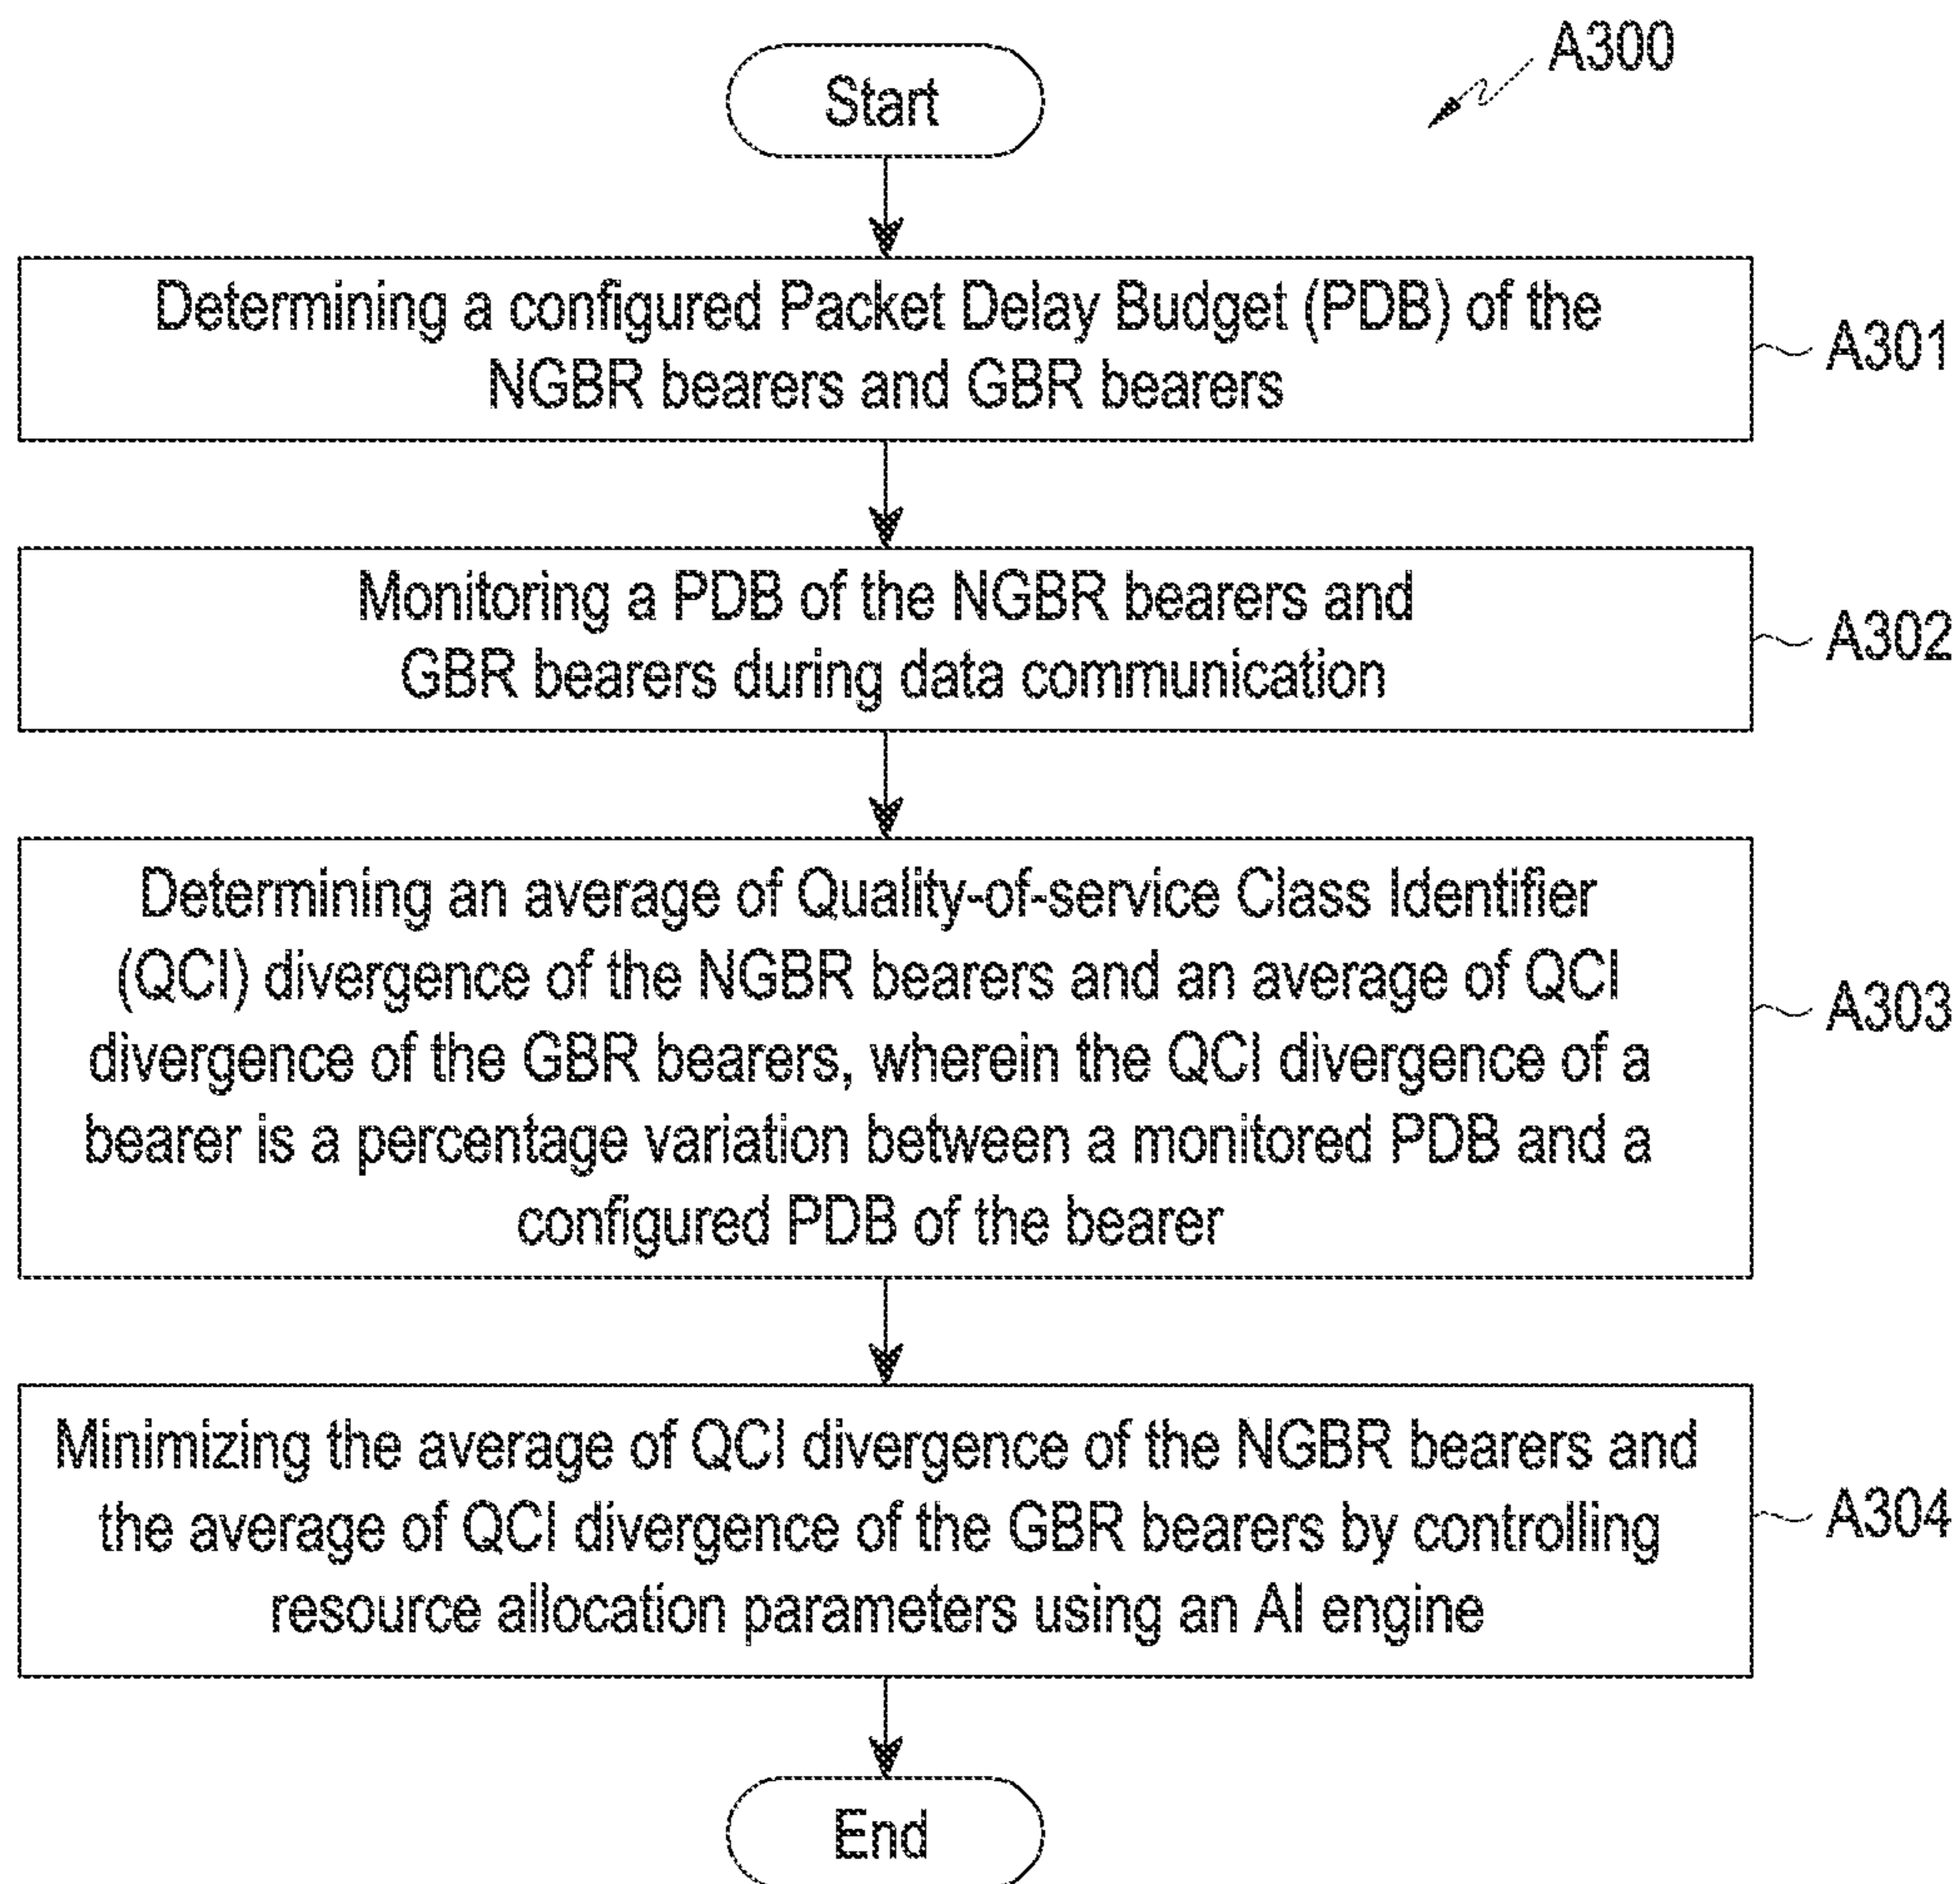 A300
Start
Determining a configured Packet Delay Budget (PDB) of the
NGBR bearers and GBR bearers
A301
Monitoring a PDB of the NGBR bearers and
GBR bearers during data communication
A302
Determining an average of Quality-of-service Class Identifier
(QCI) divergence of the NGBR bearers and an average of QCI
divergence of the GBR bearers, wherein the QCI divergence of a
bearer is a percentage variation between a monitored PDB and a
configured PDB of the bearer
A303
Minimizing the average of QCI divergence of the NGBR bearers and
the average of QCI divergence of the GBR bearers by controlling
resource allocation parameters using an AI engine
A304
End